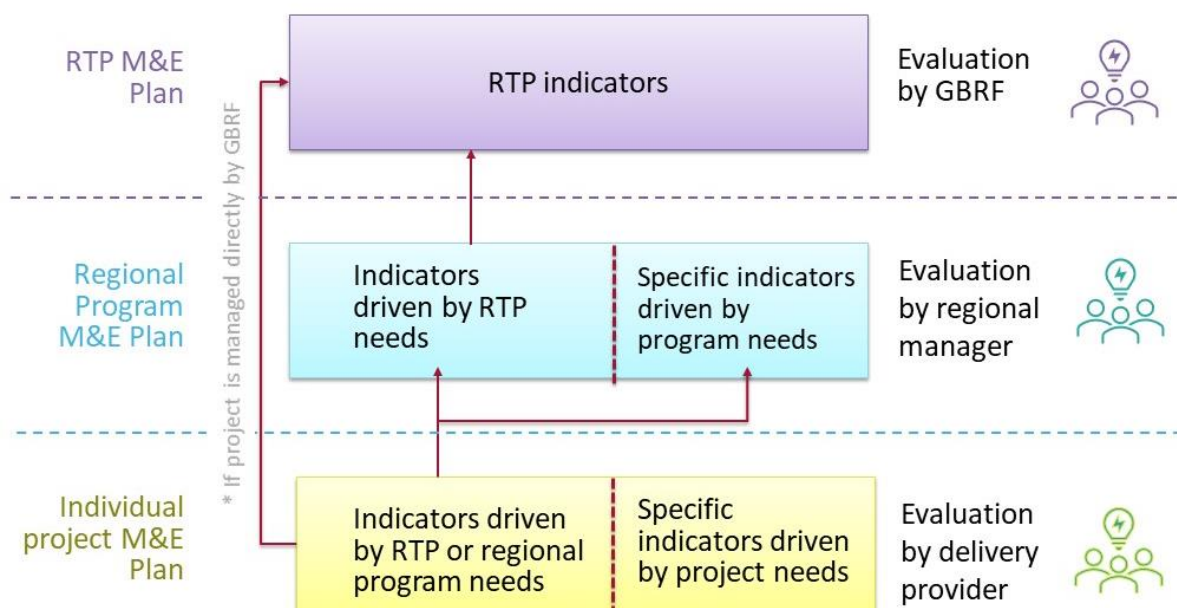 RTP M&E
Plan
RTP indicators
Evaluation
by GBRF
* If project is managed directly by GBRF
Regional
Program
M&E Plan
Indicators
driven by RTP
needs
Specific indicators
driven by
program needs
Evaluation
by regional
manager
Individual
project M&E
Plan
Indicators driven
by RTP or regional
program needs
Specific
indicators driven
by project needs
Evaluation
by delivery
provider